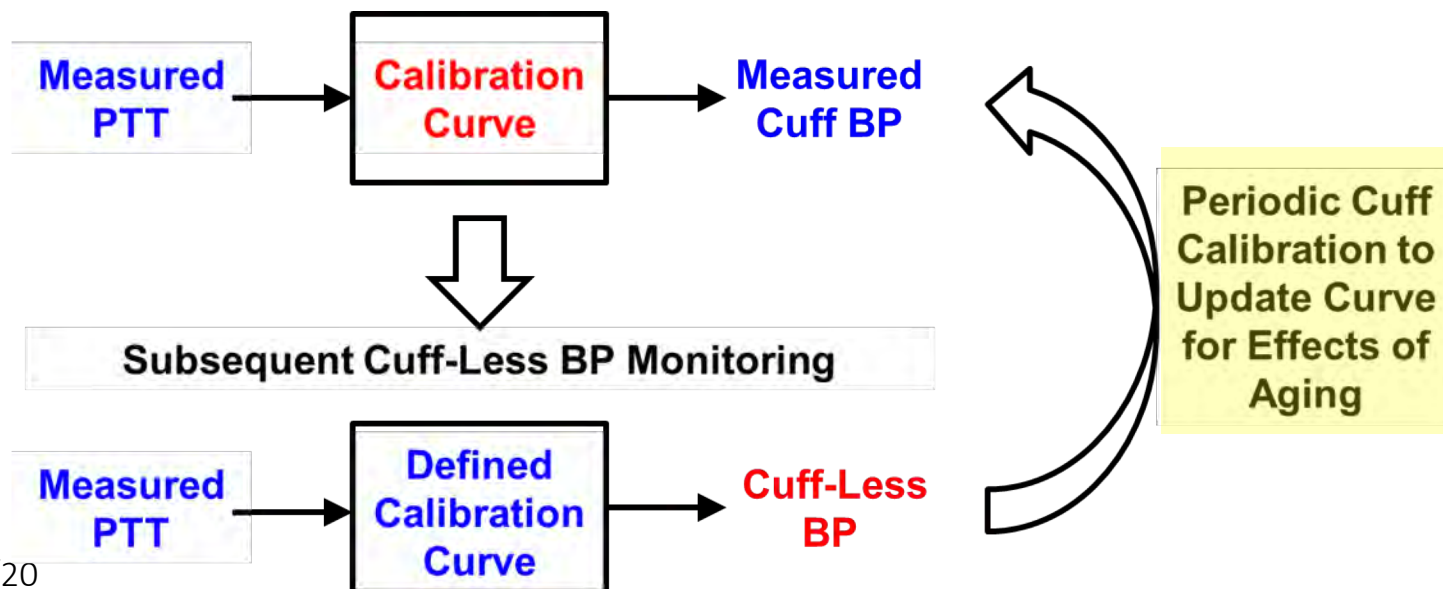 Measured
PTT
Calibration
Curve
Measured
Cuff BP
Periodic Cuff
Calibration to
Update Curve
for Effects of
Aging
Subsequent Cuff-Less BP Monitoring
Measured
PTT
Defined
Calibration
Curve
Cuff-Less
BP
20